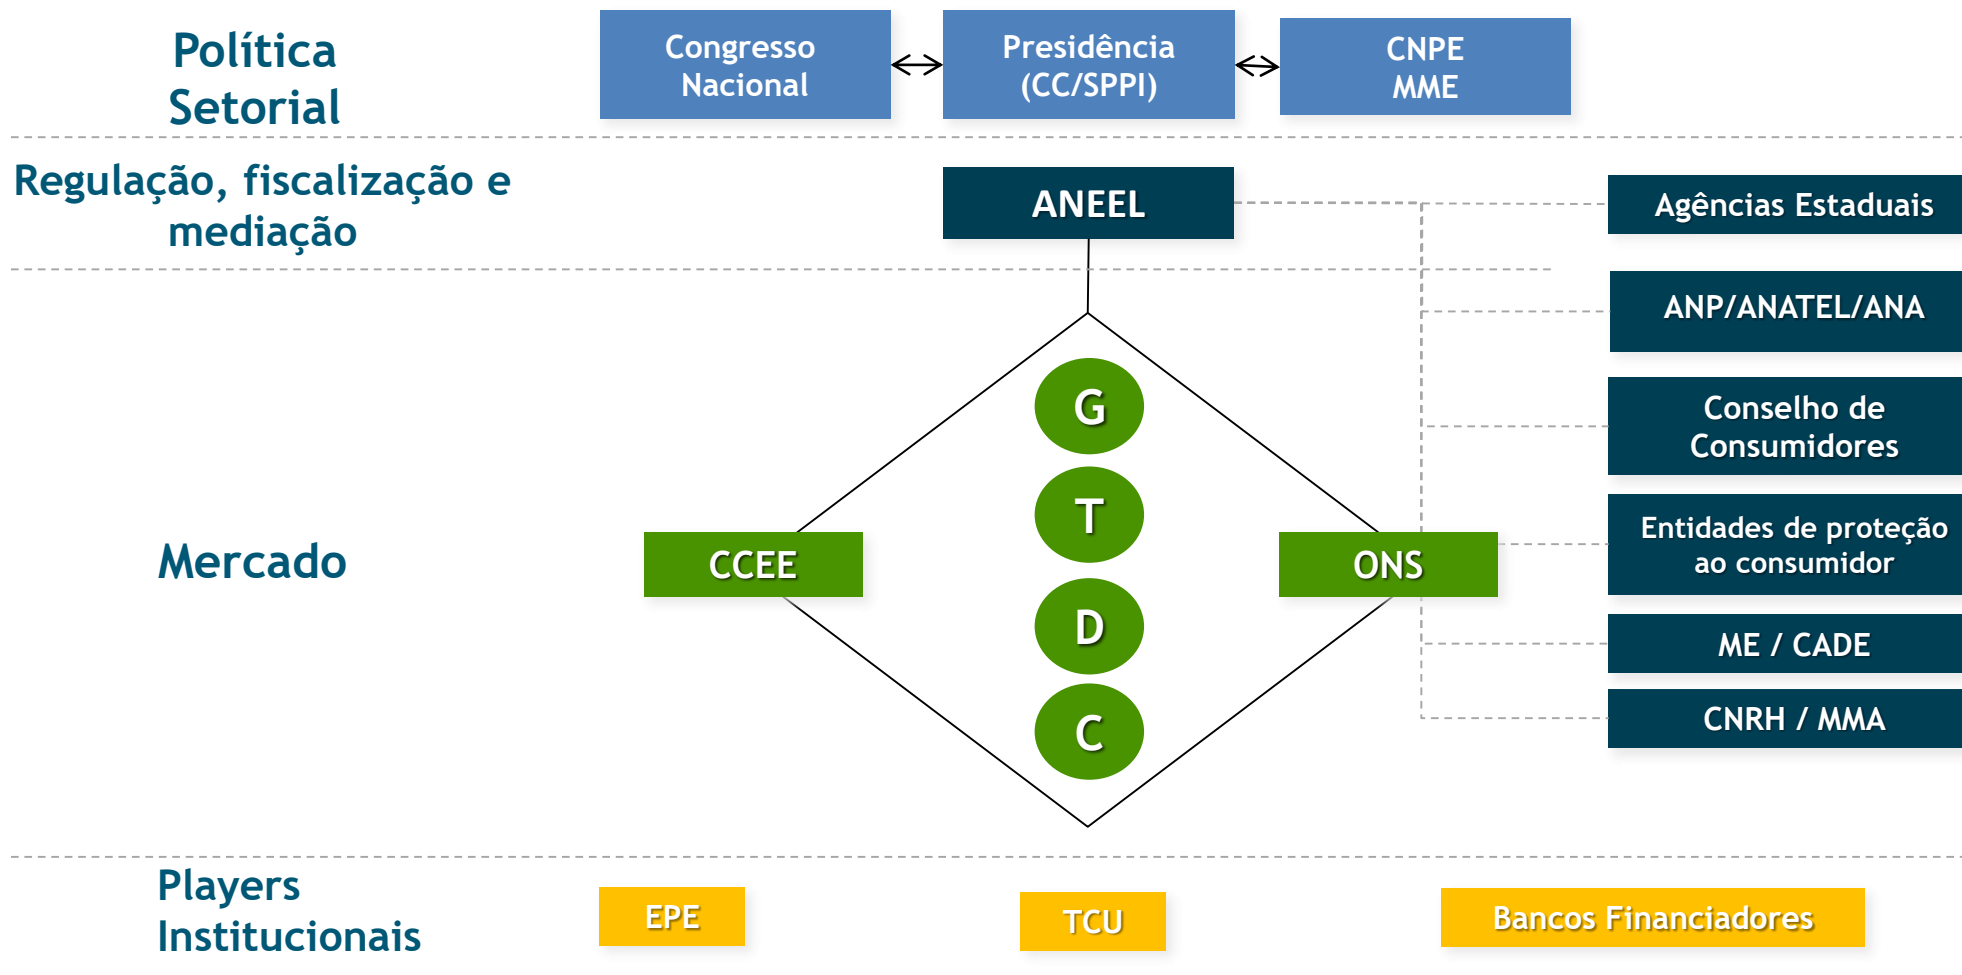 Política
Setorial
Congresso
Nacional
Presidência
(CC/SPPI)
CNPE
MME
Regulação, fiscalização e
mediação
ANEEL
Agências Estaduais
ANP/ANATEL/ANA
Conselho de
Consumidores
Entidades de proteção
ao consumidor
ME / CADE
CNRH / MMA
Mercado
G
T
D
C
CCEE
ONS
Players
Institucionais
EPE
TCU
Bancos Financiadores